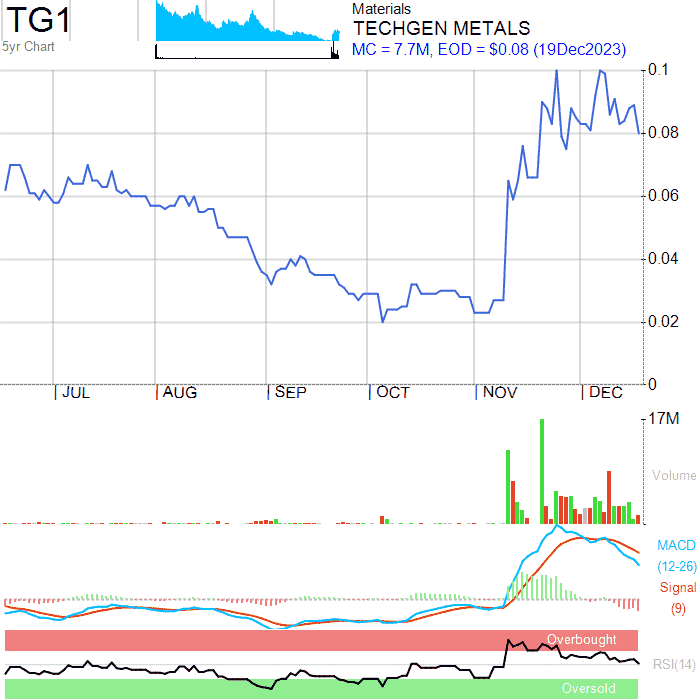 TG1
5yr Chart
Materials
TECHGEN METALS
MC = 7.7M, EOD = $0.08 (19Dec2023)
0.1
0.08
0.06
0.04
0.02
0
JUL AUG SEP OCT NOV DEC
17M
Volume
MACD
(12-26)
Signal
(9)
Overbought
RSI(14)
Oversold